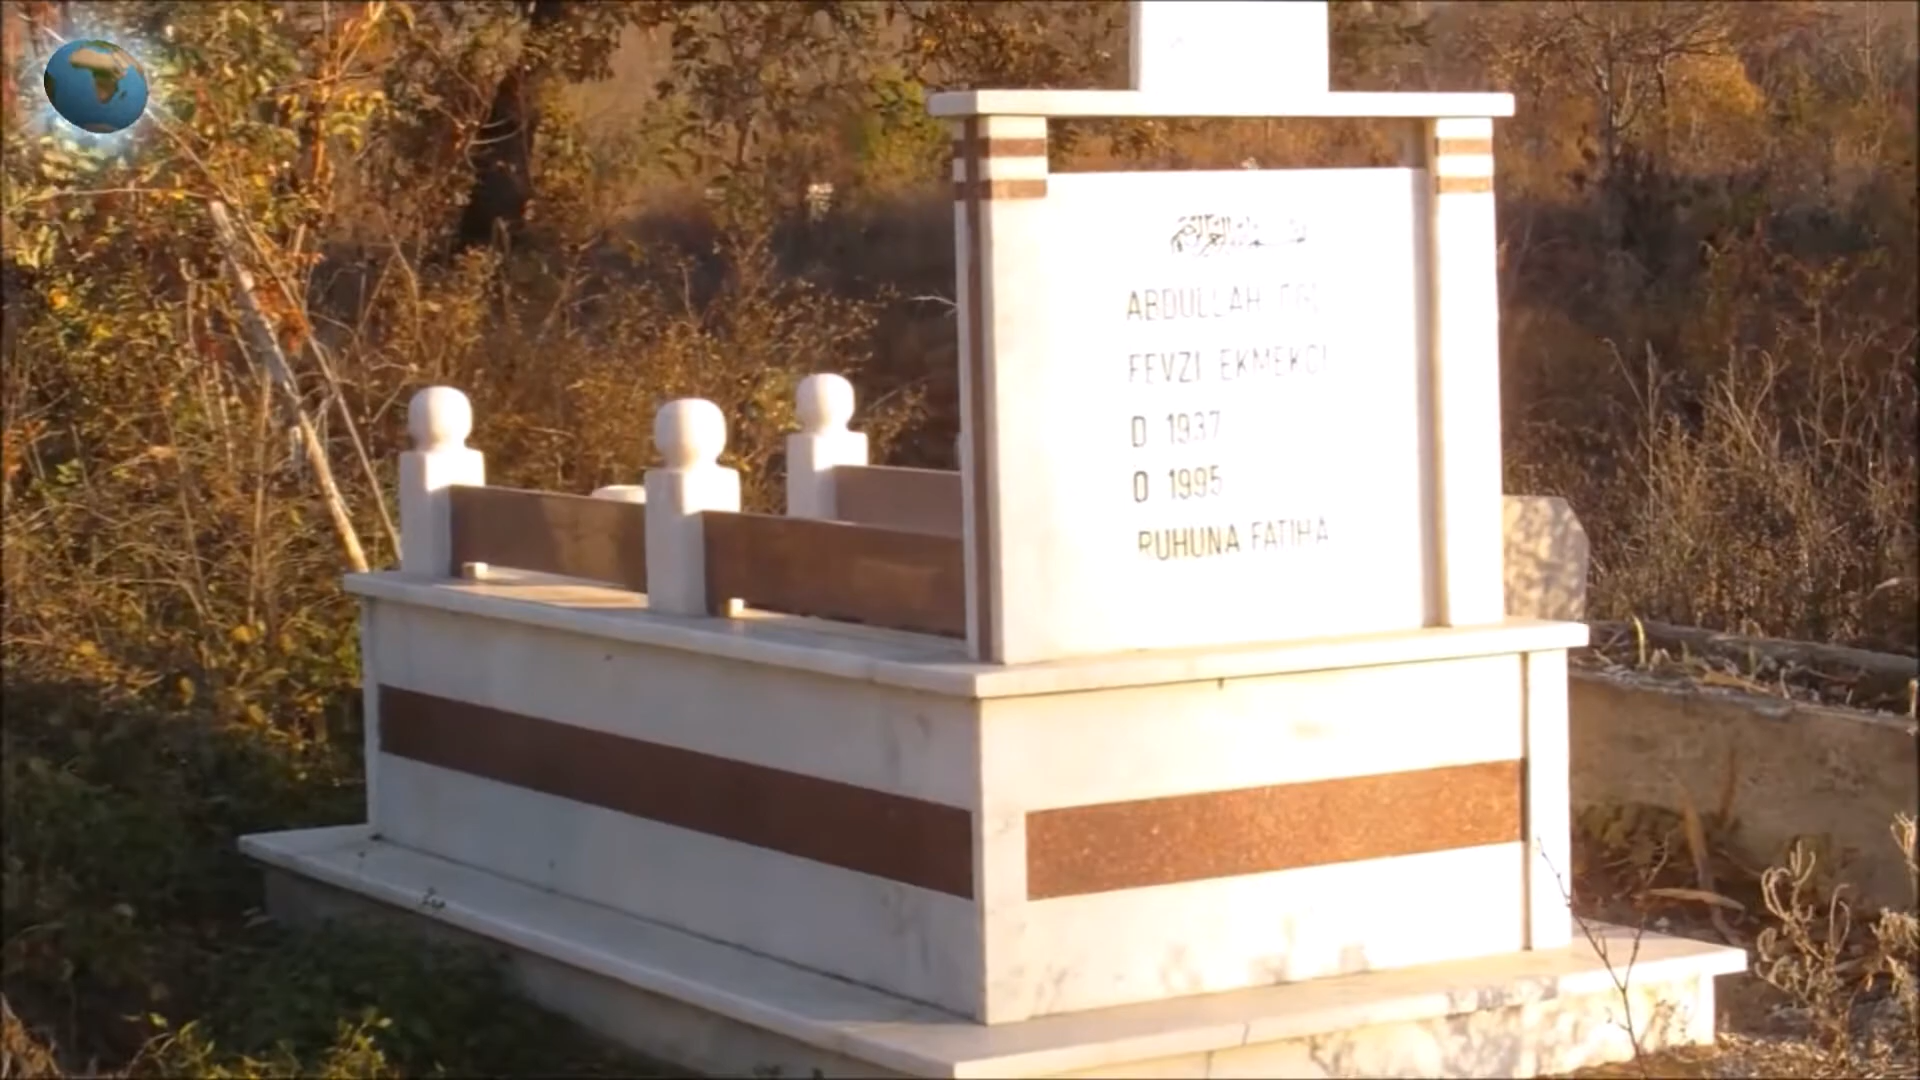 ABDULLAH
FEVZI EKMEKCI
D 1937
O 1995
RUHUNA FATIHA